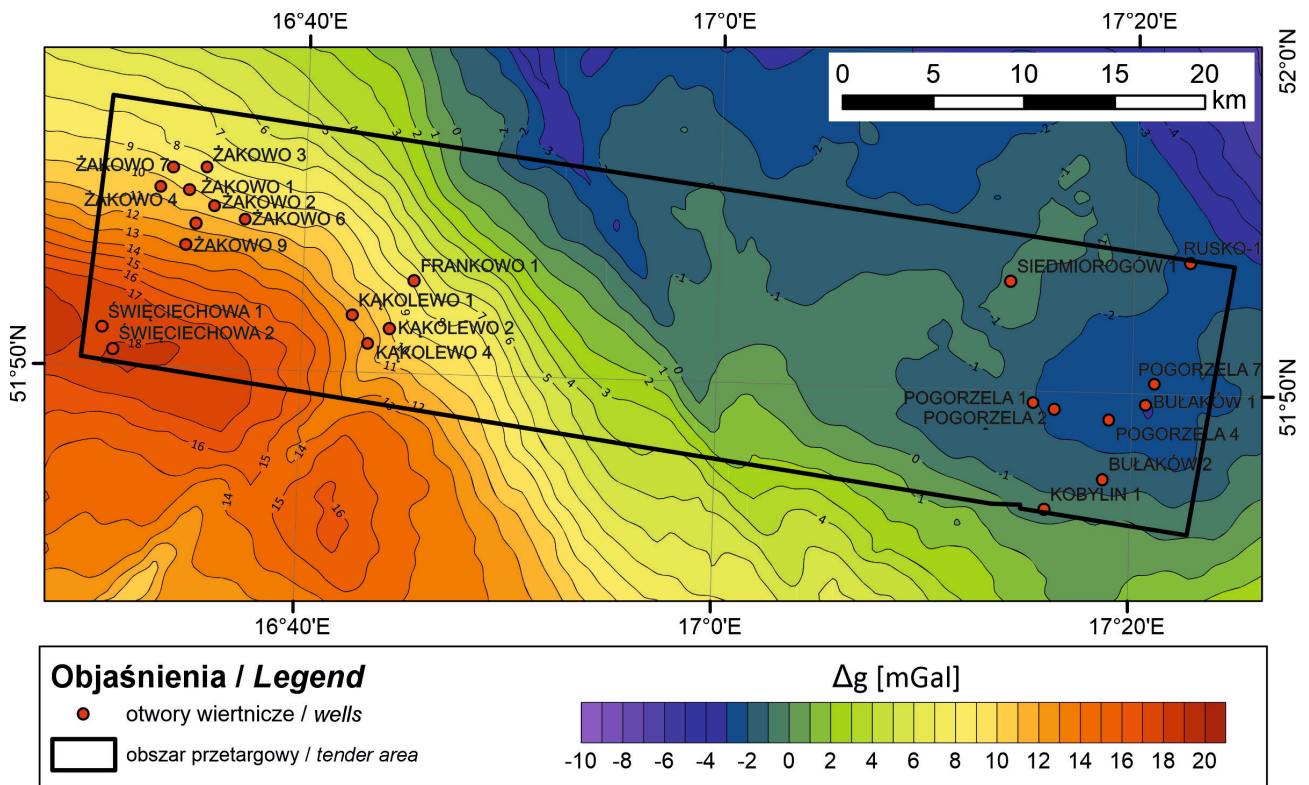 16°40'E 17°0'E 17°20'E
52°0'N
0 5 10 15 20
km
ŻAKOWO 3
ŻAKOWO 7
ŻAKOWO 1
ŻAKOWO 4
ŻAKOWO 2
ŻAKOWO 6
ŻAKOWO 9
RUSKO-1
FRANKOWO 1
SIEDMIOROGÓW 1
KĄKOLEWO 1
ŚWIĘCIECHOWA 1
KĄKOLEWO 2
ŚWIĘCIECHOWA 2
KĄKOLEWO 4
51°50'N
POGORZELA 7
POGORZELA 1
BUŁAKÓW 1
POGORZELA 2
POGORZELA 4
51°50'N
BUŁAKÓW 2
KOBYLIN 1
16°40'E 17°0'E 17°20'E
Objaśnienia / Legend
otwory wiertnicze / wells
obszar przetargowy / tender area
Δg [mGal]
-10 -8 -6 -4 -2 0 2 4 6 8 10 12 14 16 18 20